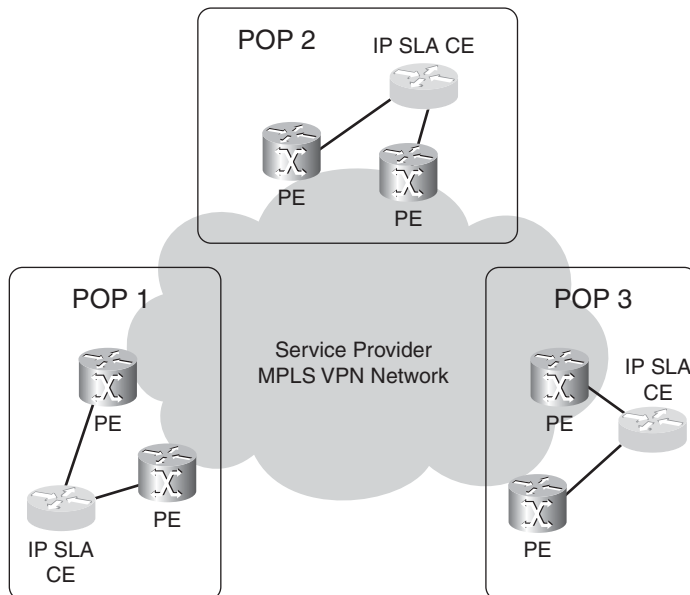 POP 2
IP SLA CE
PE
PE
POP 1
PE
PE
IP SLA
CE
Service Provider
MPLS VPN Network
POP 3
IP SLA
CE
PE
PE